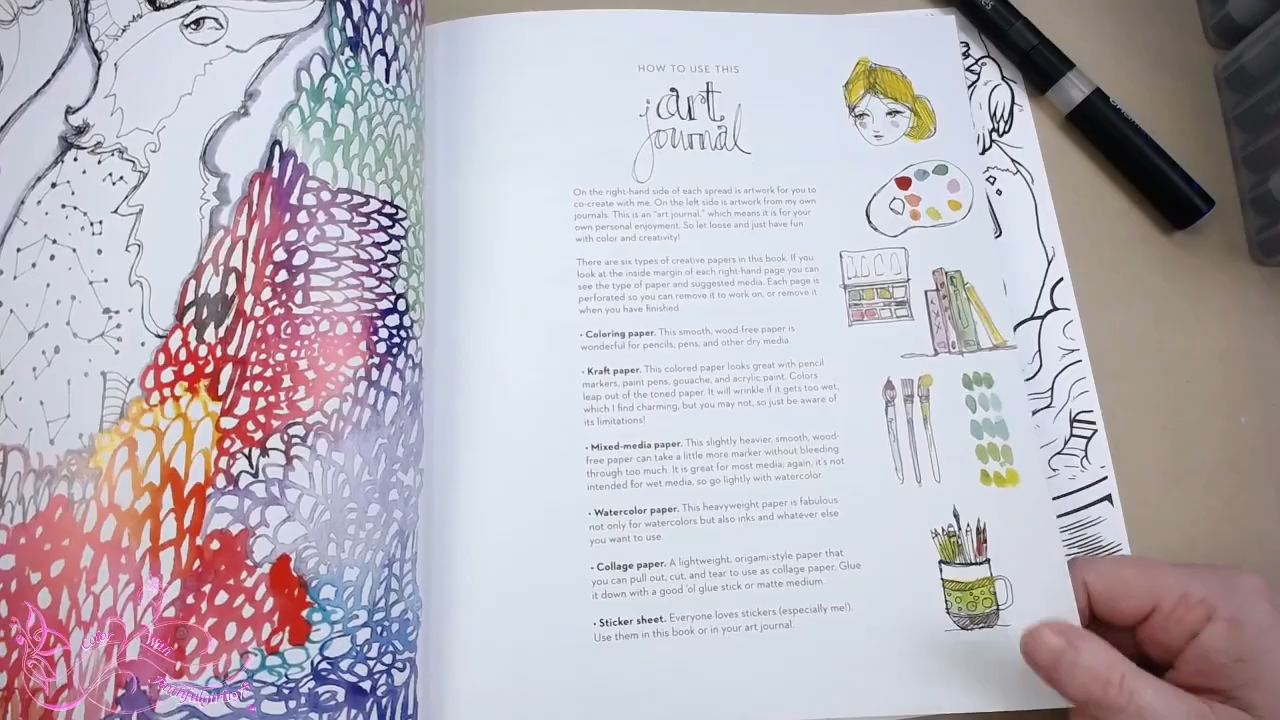 HOW TO USE THIS
art
journal
On the right-hand side of each spread is artwork for you to
co-create with me. On the left side is artwork from my own
journals. This is an "art journal," which means it is for your
own personal enjoyment. So let loose and just have fun
with color and creativity!
There are six types of creative papers in this book. If you
look at the inside margin of each right-hand page you can
see the type of paper and suggested media. Each page is
perforated so you can remove it to work on, or remove it
when you have finished.
• Coloring paper. This smooth, wood-free paper is
wonderful for pencils, pens, and other dry media.
• Kraft paper. This colored paper looks great with pencil
markers, paint pens, gouache, and acrylic paint. Colors
leap out of the toned paper. It will wrinkle if it gets too wet,
which I find charming, but you may not, so just be aware of
its limitations!
• Mixed-media paper. This slightly heavier, smooth, wood-
free paper can take a little more marker without bleeding
through too much. It is great for most media; again, it's not
intended for wet media, so go lightly with watercolor.
• Watercolor paper. This heavyweight paper is fabulous
not only for watercolors but also inks and whatever else
you want to use.
• Collage paper. A lightweight, origami-style paper that
you can pull out, cut, and tear to use as collage paper. Glue
it down with a good 'ol glue stick or matte medium.
• Sticker sheet. Everyone loves stickers (especially me!).
Use them in this book or in your art journal.
Color With